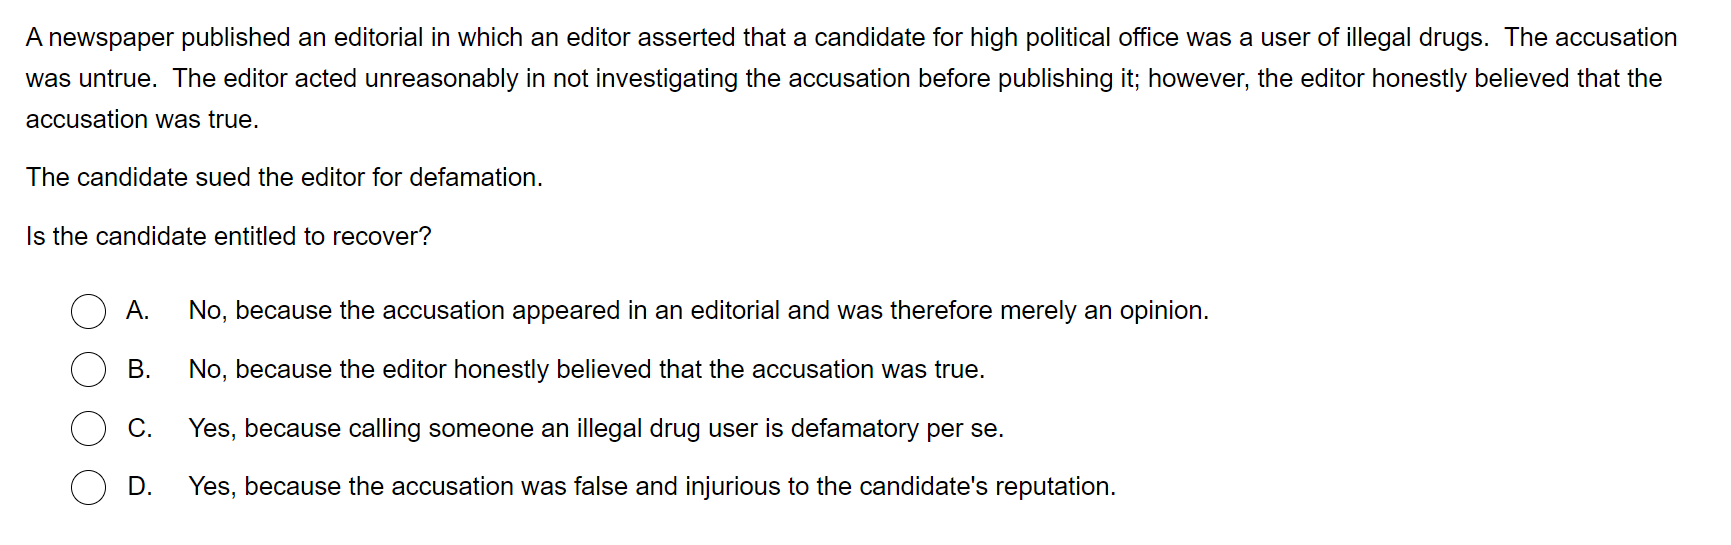 A newspaper published an editorial in which an editor asserted that a candidate for high political office was a user of illegal drugs.  The accusation
was untrue.  The editor acted unreasonably in not investigating the accusation before publishing it; however, the editor honestly believed that the
accusation was true.
The candidate sued the editor for defamation.
Is the candidate entitled to recover?
A. No, because the accusation appeared in an editorial and was therefore merely an opinion.
B. No, because the editor honestly believed that the accusation was true.
C. Yes, because calling someone an illegal drug user is defamatory per se.
D. Yes, because the accusation was false and injurious to the candidate's reputation.